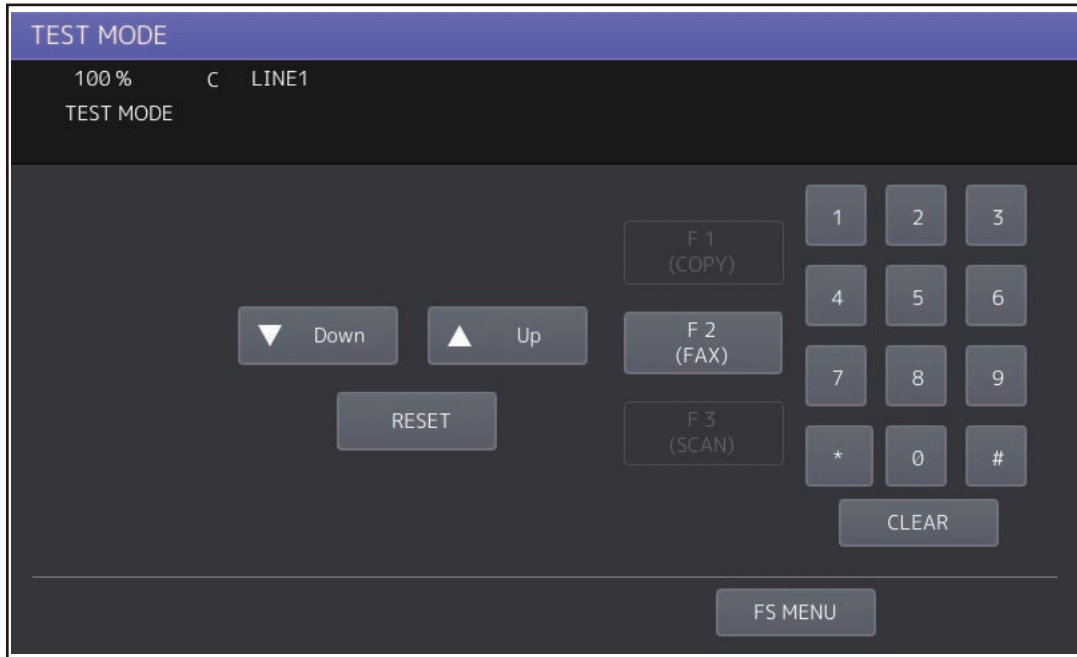 TEST MODE
100 % C LINE1
TEST MODE
F 1
(COPY)
1 2 3
4 5 6
Down Up
F 2
(FAX)
7 8 9
RESET
F 3
(SCAN)
* 0 #
CLEAR
FS MENU